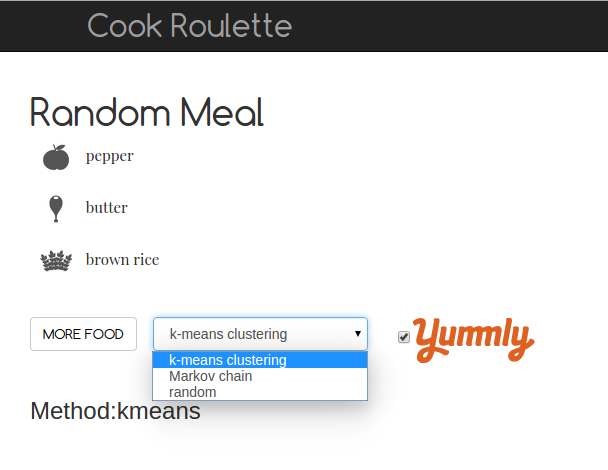 Cook Roulette
Random Meal
pepper
butter
brown rice
MORE FOOD
k-means clustering
Yummly
k-means clustering
Markov chain
random
Method:kmeans